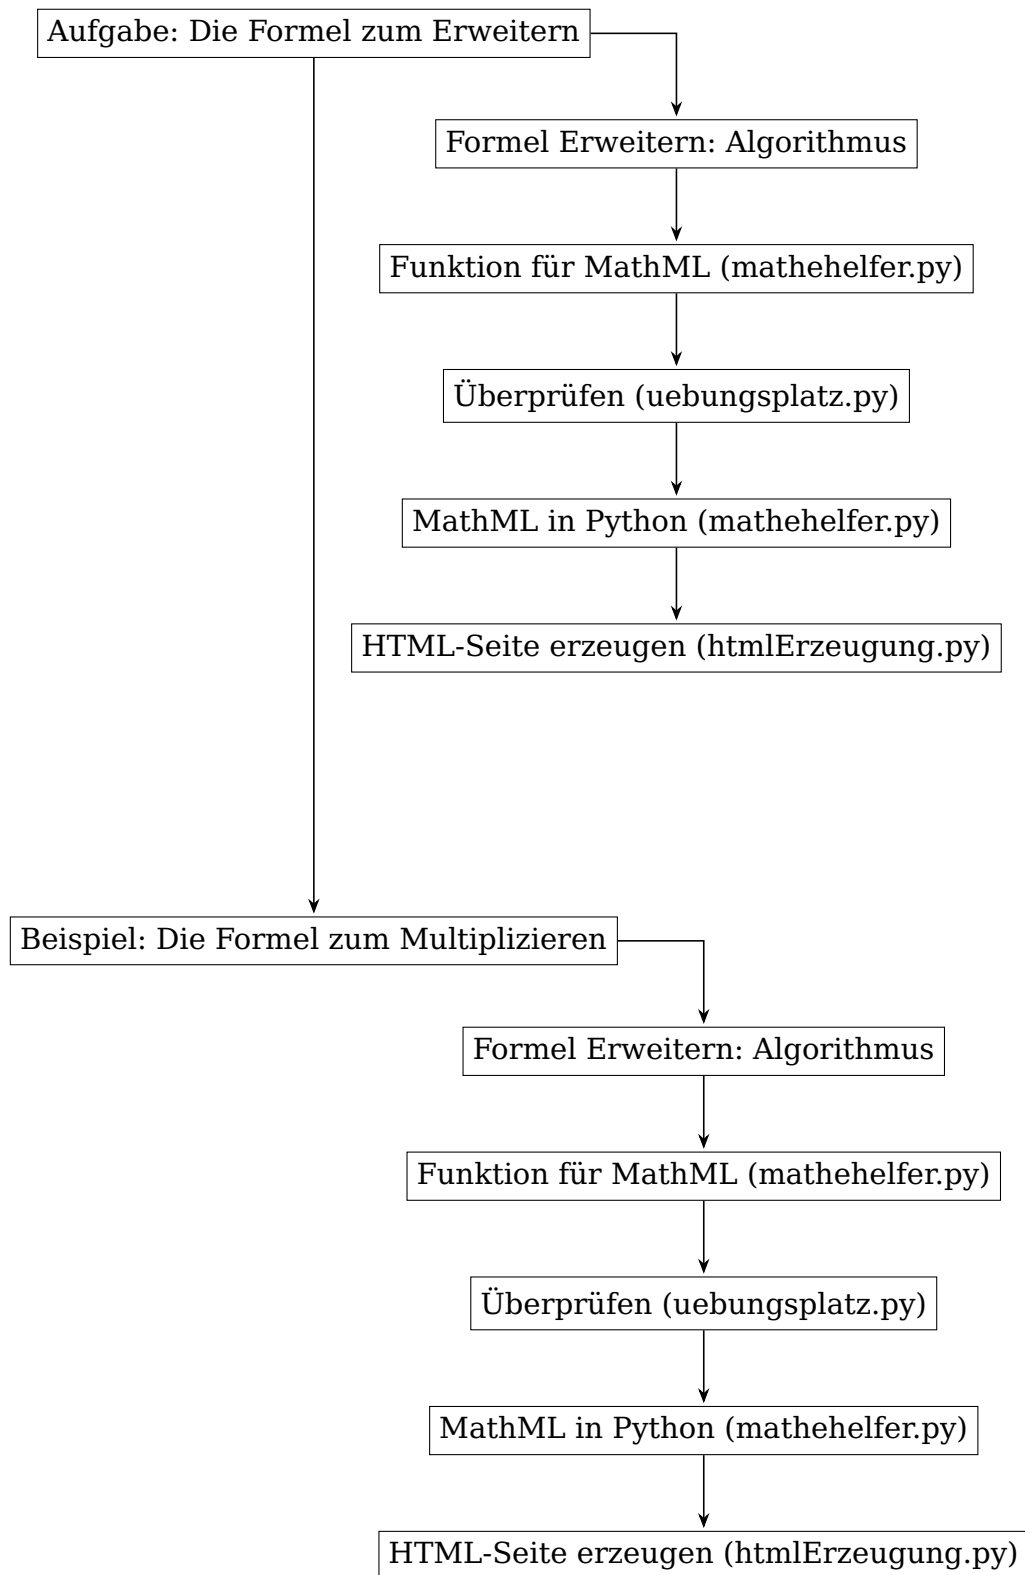 Aufgabe: Die Formel zum Erweitern
Formel Erweitern: Algorithmus
Funktion für MathML (mathehelfer.py)
Überprüfen (uebungsplatz.py)
MathML in Python (mathehelfer.py)
HTML-Seite erzeugen (htmlErzeugung.py)
Beispiel: Die Formel zum Multiplizieren
Formel Erweitern: Algorithmus
Funktion für MathML (mathehelfer.py)
Überprüfen (uebungsplatz.py)
MathML in Python (mathehelfer.py)
HTML-Seite erzeugen (htmlErzeugung.py)